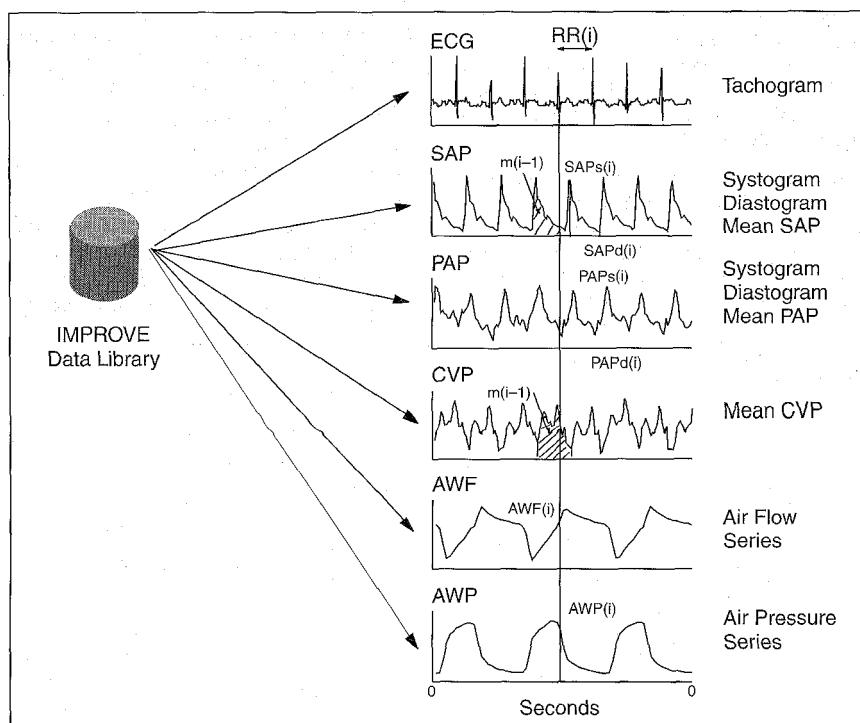 ECG
RR(i)
Tachogram
SAP
m(i–1)
SAPs(i)
Systogram
Diastogram
Mean SAP
SAPd(i)
PAP
PAPs(i)
Systogram
Diastogram
Mean PAP
IMPROVE
Data Library
PAPd(i)
CVP
m(i–1)
Mean CVP
AWF
AWF(i)
Air Flow
Series
AWP
AWP(i)
Air Pressure
Series
0
0
Seconds